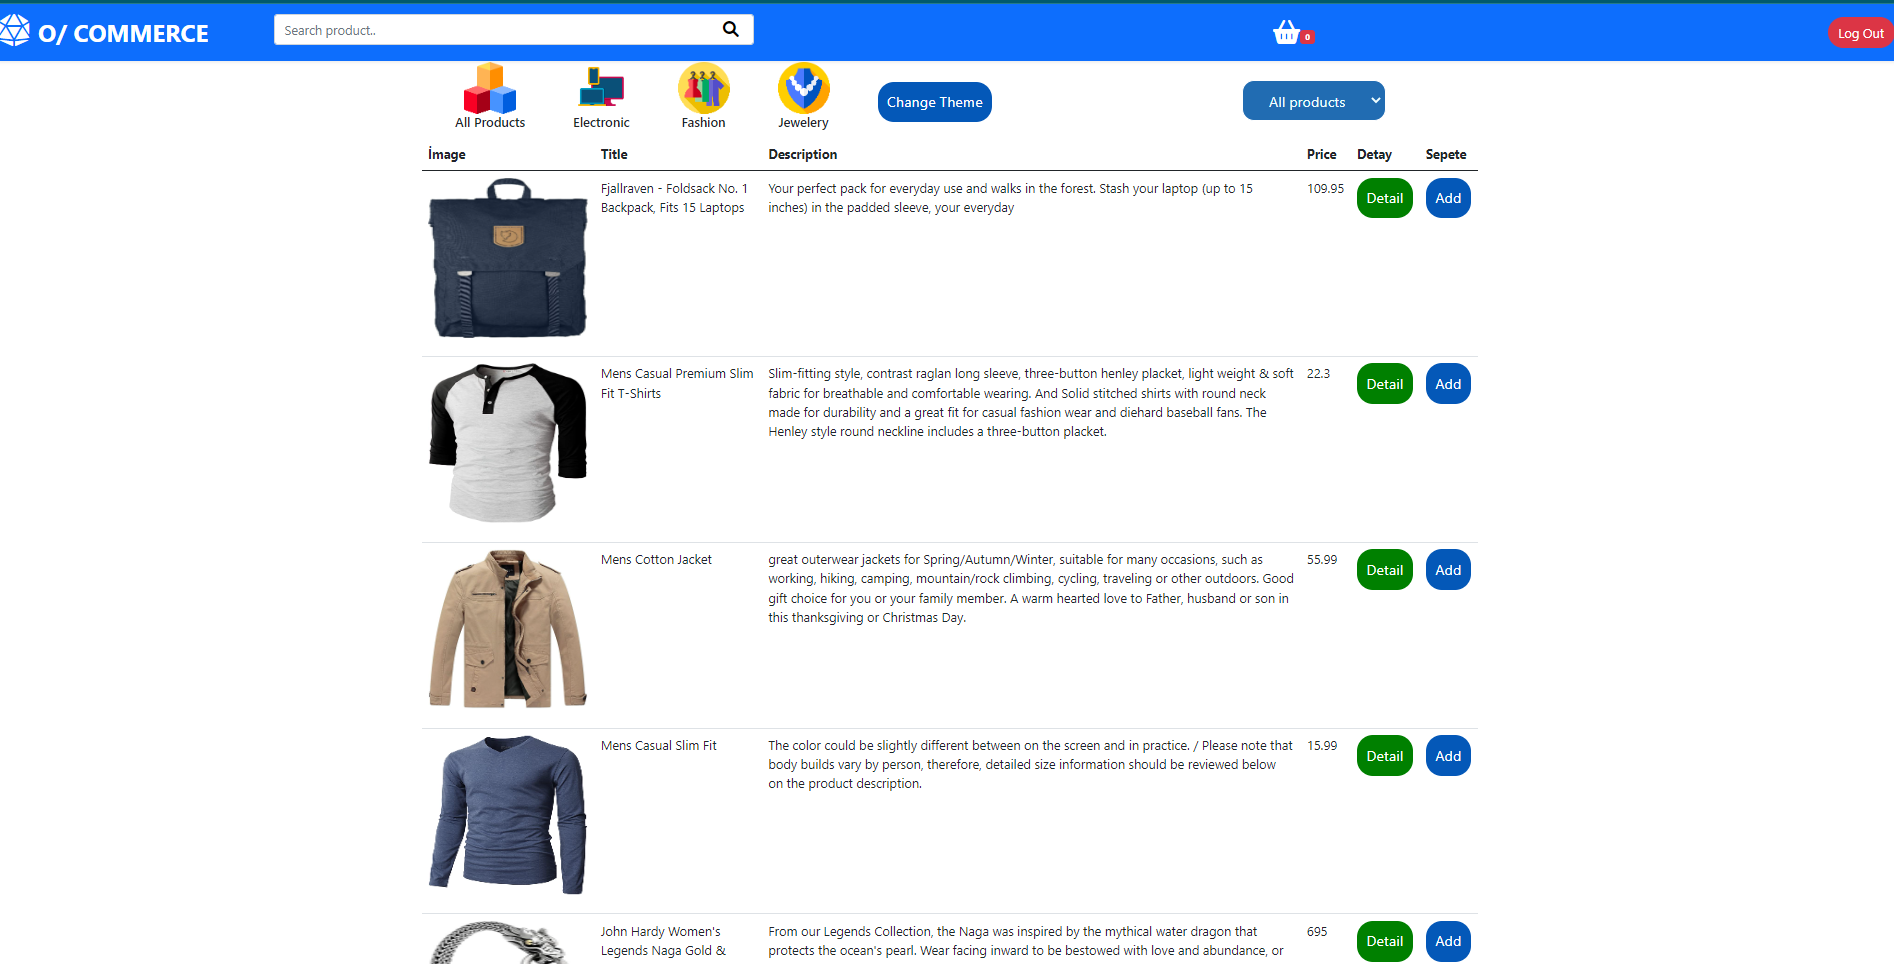 O/ COMMERCE
Search product..
0
Log Out
All Products
Electronic
Fashion
Jewelery
Change Theme
All products
İmage Title Description Price Detay Sepete
Fjallraven - Foldsack No. 1 Your perfect pack for everyday use and walks in the forest. Stash your laptop (up to 15 109.95 Detail Add
Backpack, Fits 15 Laptops inches) in the padded sleeve, your everyday
Mens Casual Premium Slim Slim-fitting style, contrast raglan long sleeve, three-button henley placket, light weight & soft 22.3 Detail Add
Fit T-Shirts fabric for breathable and comfortable wearing. And Solid stitched shirts with round neck
made for durability and a great fit for casual fashion wear and diehard baseball fans. The
Henley style round neckline includes a three-button placket.
Mens Cotton Jacket great outerwear jackets for Spring/Autumn/Winter, suitable for many occasions, such as 55.99 Detail Add
working, hiking, camping, mountain/rock climbing, cycling, traveling or other outdoors. Good
gift choice for you or your family member. A warm hearted love to Father, husband or son in
this thanksgiving or Christmas Day.
Mens Casual Slim Fit The color could be slightly different between on the screen and in practice. / Please note that 15.99 Detail Add
body builds vary by person, therefore, detailed size information should be reviewed below
on the product description.
John Hardy Women's From our Legends Collection, the Naga was inspired by the mythical water dragon that 695 Detail Add
Legends Naga Gold & protects the ocean's pearl. Wear facing inward to be bestowed with love and abundance, or